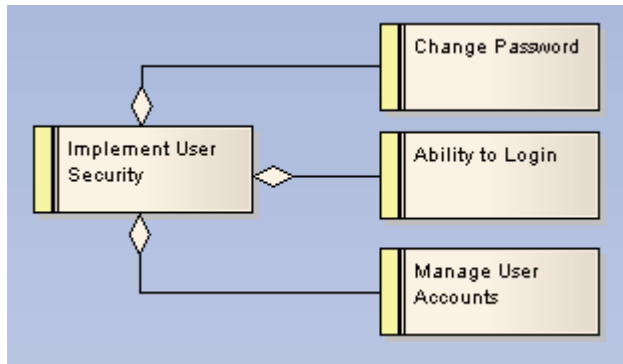 Change Password
Implement User
Security
Ability to Login
Manage User
Accounts